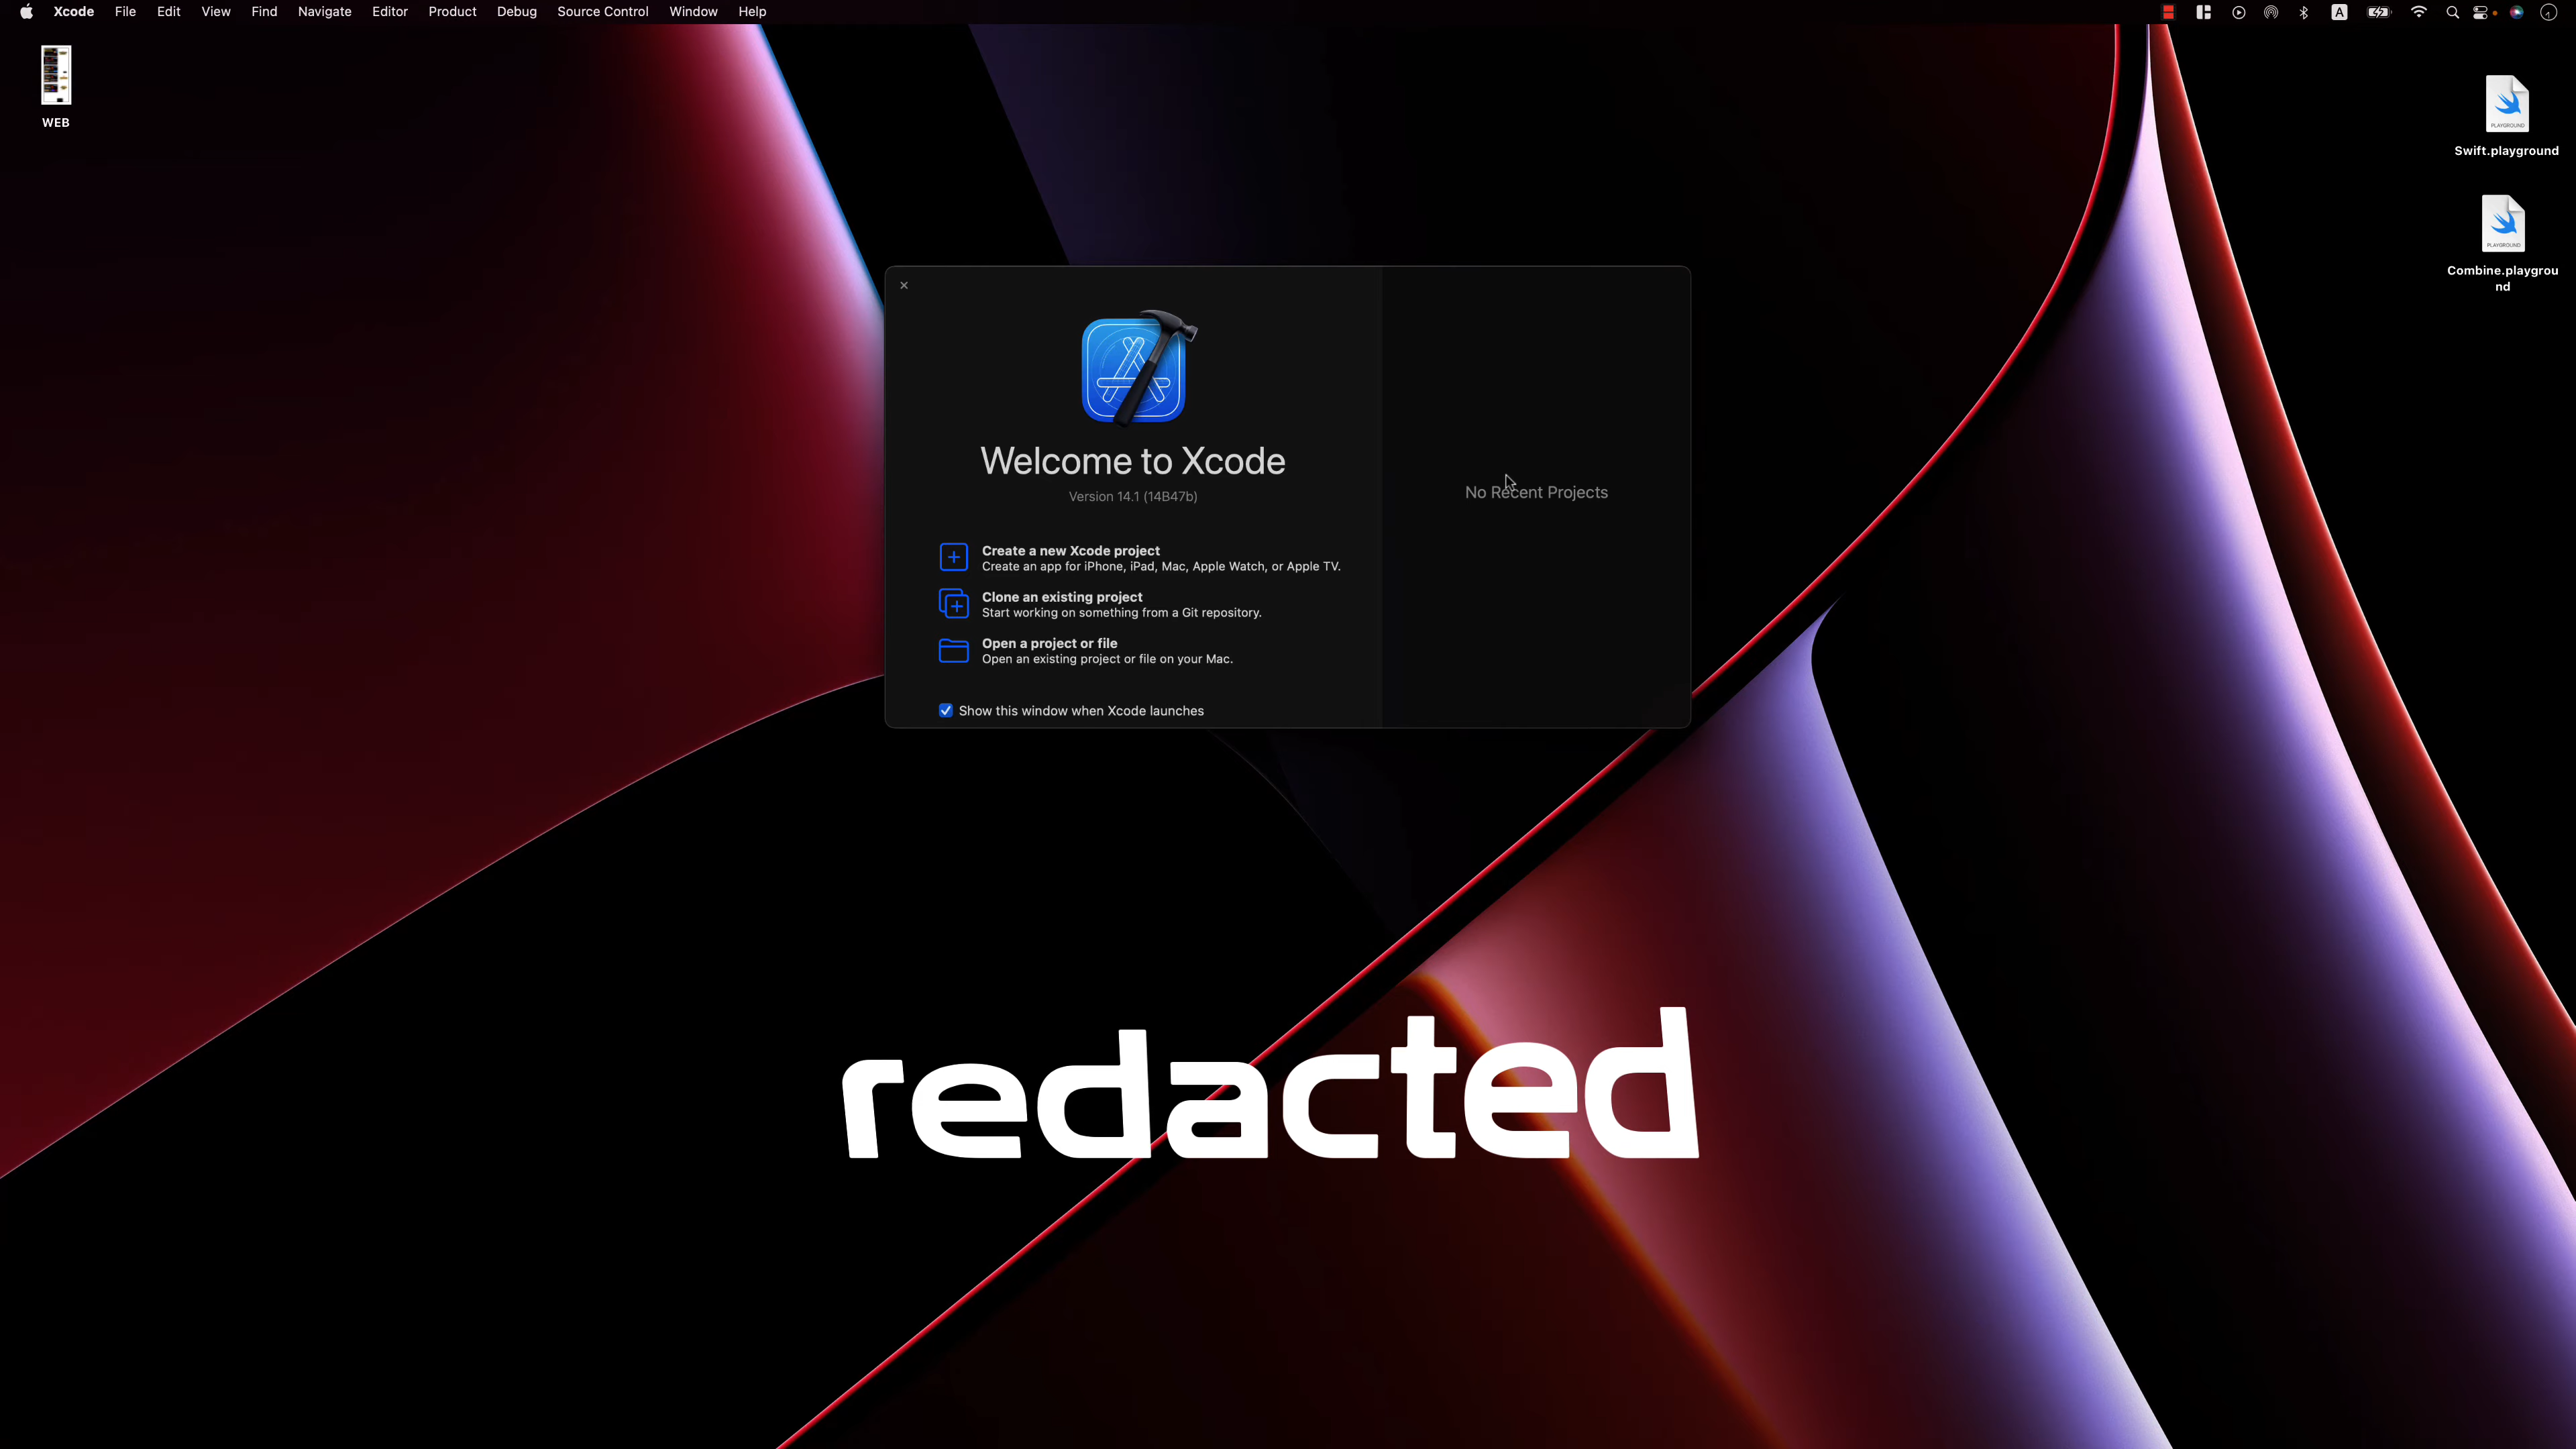 Xcode File Edit View Find Navigate Editor Product Debug Source Control Window Help
A
WEB
PLAYGROUND
Swift.playground
PLAYGROUND
Combine.playgrou
nd
Welcome to Xcode
Version 14.1 (14B47b)
Create a new Xcode project
Create an app for iPhone, iPad, Mac, Apple Watch, or Apple TV.
Clone an existing project
Start working on something from a Git repository.
Open a project or file
Open an existing project or file on your Mac.
Show this window when Xcode launches
No Recent Projects
redacted